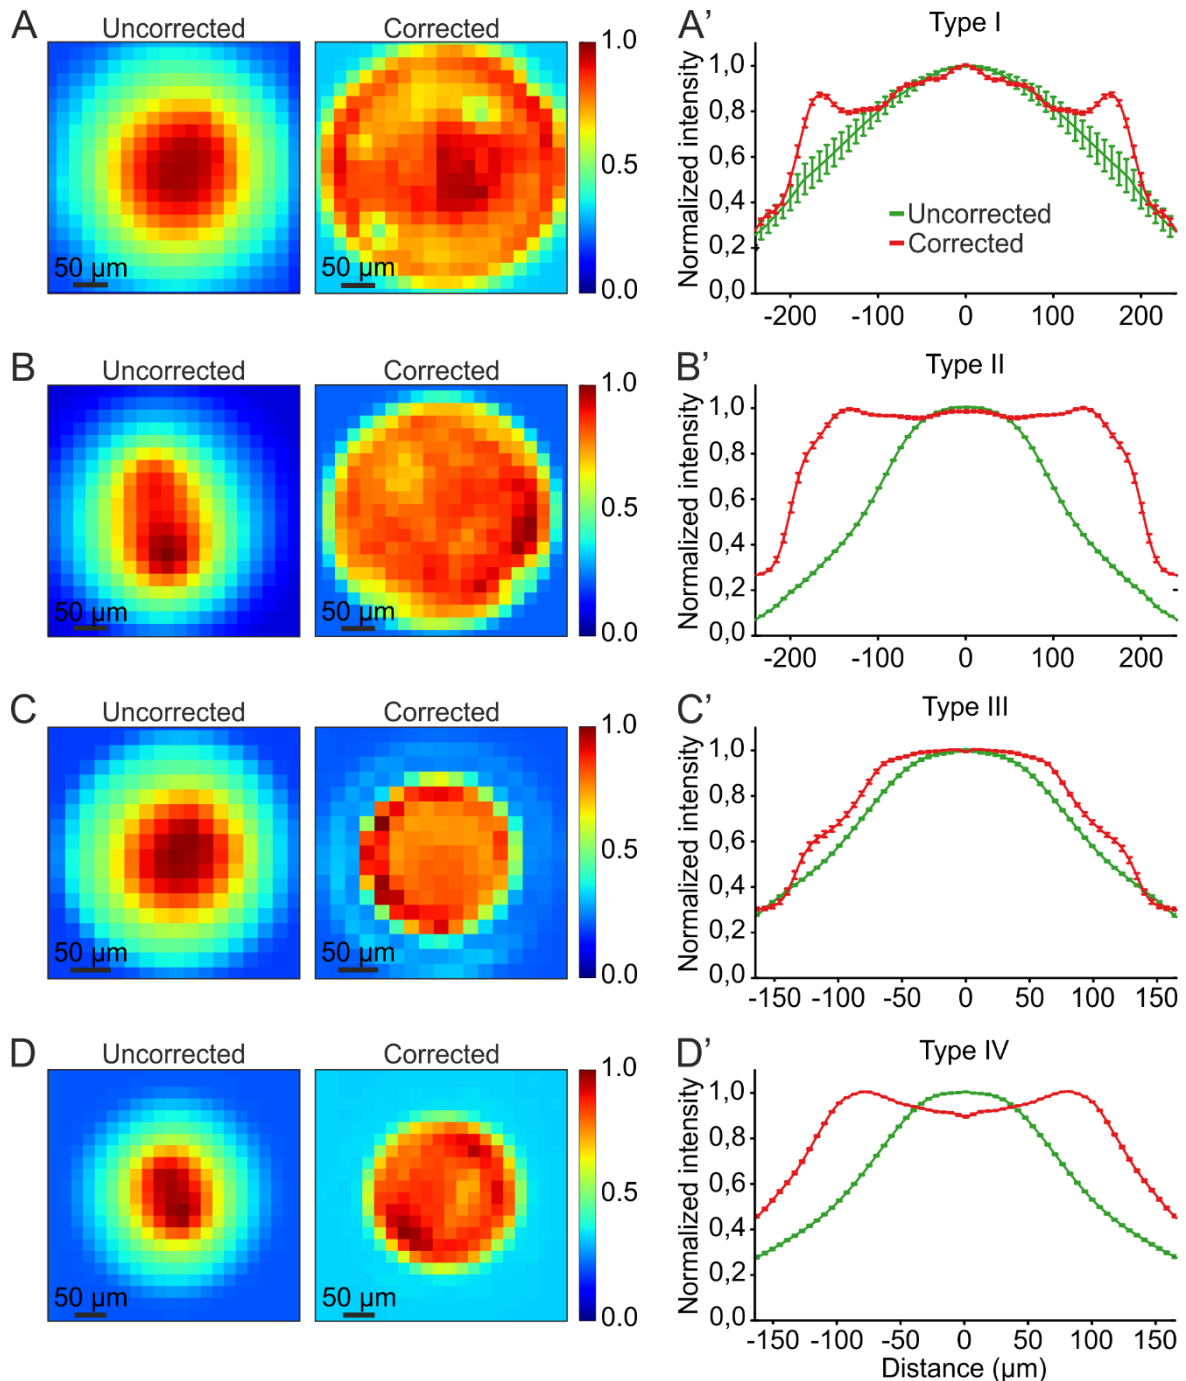 A
Uncorrected
Corrected
50 µm
50 µm
1.0
0.5
0.0
A’
Type I
Normalized intensity
1,0
0,8
0,6
0,4
0,2
0,0
Uncorrected
Corrected
-200 -100 0 100 200
B
Uncorrected
Corrected
50 µm
50 µm
1.0
0.5
0.0
B’
Type II
Normalized intensity
1,0
0,8
0,6
0,4
0,2
0,0
-200 -100 0 100 200
C
Uncorrected
Corrected
50 µm
50 µm
1.0
0.5
0.0
C’
Type III
Normalized intensity
1,0
0,8
0,6
0,4
0,2
0,0
-150 -100 -50 0 50 100 150
D
Uncorrected
Corrected
50 µm
50 µm
1.0
0.5
0.0
D’
Type IV
Normalized intensity
1,0
0,8
0,6
0,4
0,2
0,0
-150 -100 -50 0 50 100 150
Distance (µm)